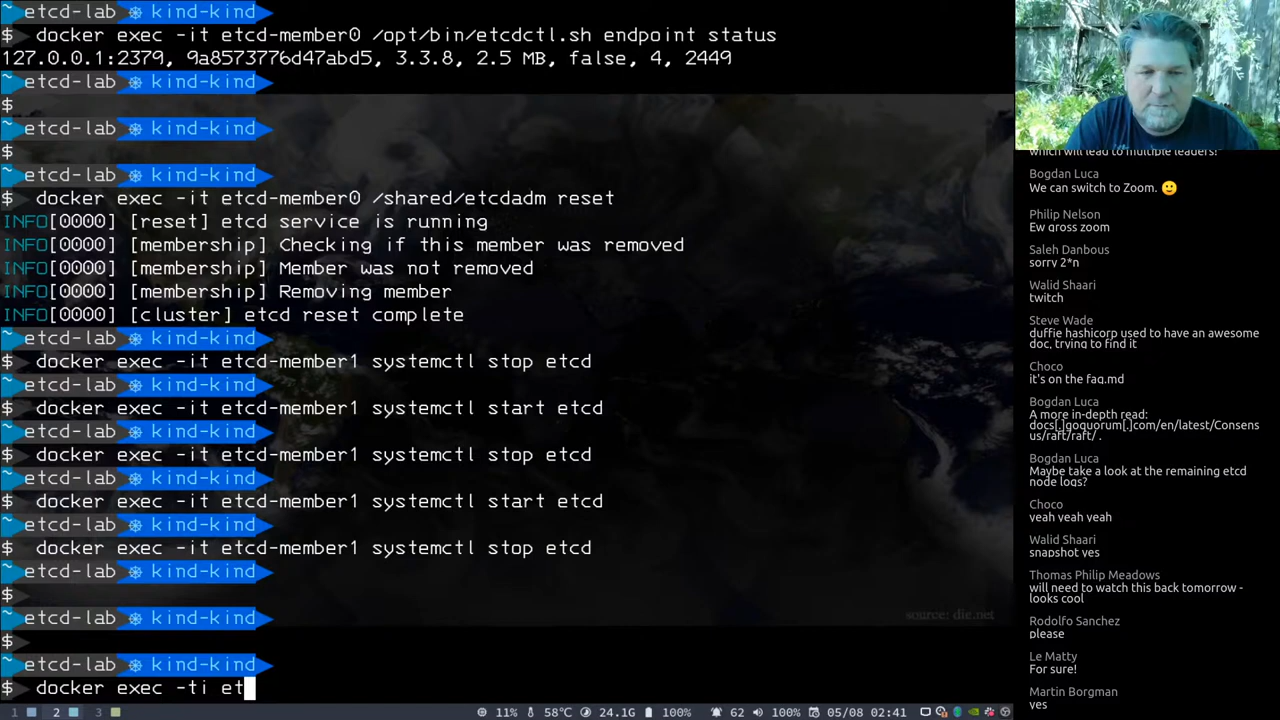 ~ etcd-lab ⎈ kind-kind
$ docker exec -it etcd-member0 /opt/bin/etcdctl.sh endpoint status
127.0.0.1:2379, 9a8573776d47abd5, 3.3.8, 2.5 MB, false, 4, 2449
~ etcd-lab ⎈ kind-kind
$
~ etcd-lab ⎈ kind-kind
$
~ etcd-lab ⎈ kind-kind
$ docker exec -it etcd-member0 /shared/etcdadm reset
INFO[0000] [reset] etcd service is running
INFO[0000] [membership] Checking if this member was removed
INFO[0000] [membership] Member was not removed
INFO[0000] [membership] Removing member
INFO[0000] [cluster] etcd reset complete
~ etcd-lab ⎈ kind-kind
$ docker exec -it etcd-member1 systemctl stop etcd
~ etcd-lab ⎈ kind-kind
$ docker exec -it etcd-member1 systemctl start etcd
~ etcd-lab ⎈ kind-kind
$ docker exec -it etcd-member1 systemctl stop etcd
~ etcd-lab ⎈ kind-kind
$ docker exec -it etcd-member1 systemctl start etcd
~ etcd-lab ⎈ kind-kind
$ docker exec -it etcd-member1 systemctl stop etcd
~ etcd-lab ⎈ kind-kind
$
~ etcd-lab ⎈ kind-kind
$
~ etcd-lab ⎈ kind-kind
$ docker exec -ti et
source: die.net
1 2 3 11% 58℃ 24.1G 100% 62 100% 05/08 02:41
which will lead to multiple leaders!"
Bogdan Luca
We can switch to Zoom. 🙂
Philip Nelson
Ew gross zoom
Saleh Danbous
sorry 2*n
Walid Shaari
twitch
Steve Wade
duffie hashicorp used to have an awesome
doc, trying to find it
Choco
it's on the faq.md
Bogdan Luca
A more in-depth read:
docs[.]goquorum[.]com/en/latest/Consens
us/raft/raft/ .
Bogdan Luca
Maybe take a look at the remaining etcd
node logs?
Choco
yeah yeah yeah
Walid Shaari
snapshot yes
Thomas Philip Meadows
will need to watch this back tomorrow -
looks cool
Rodolfo Sanchez
please
Le Matty
For sure!
Martin Borgman
yes